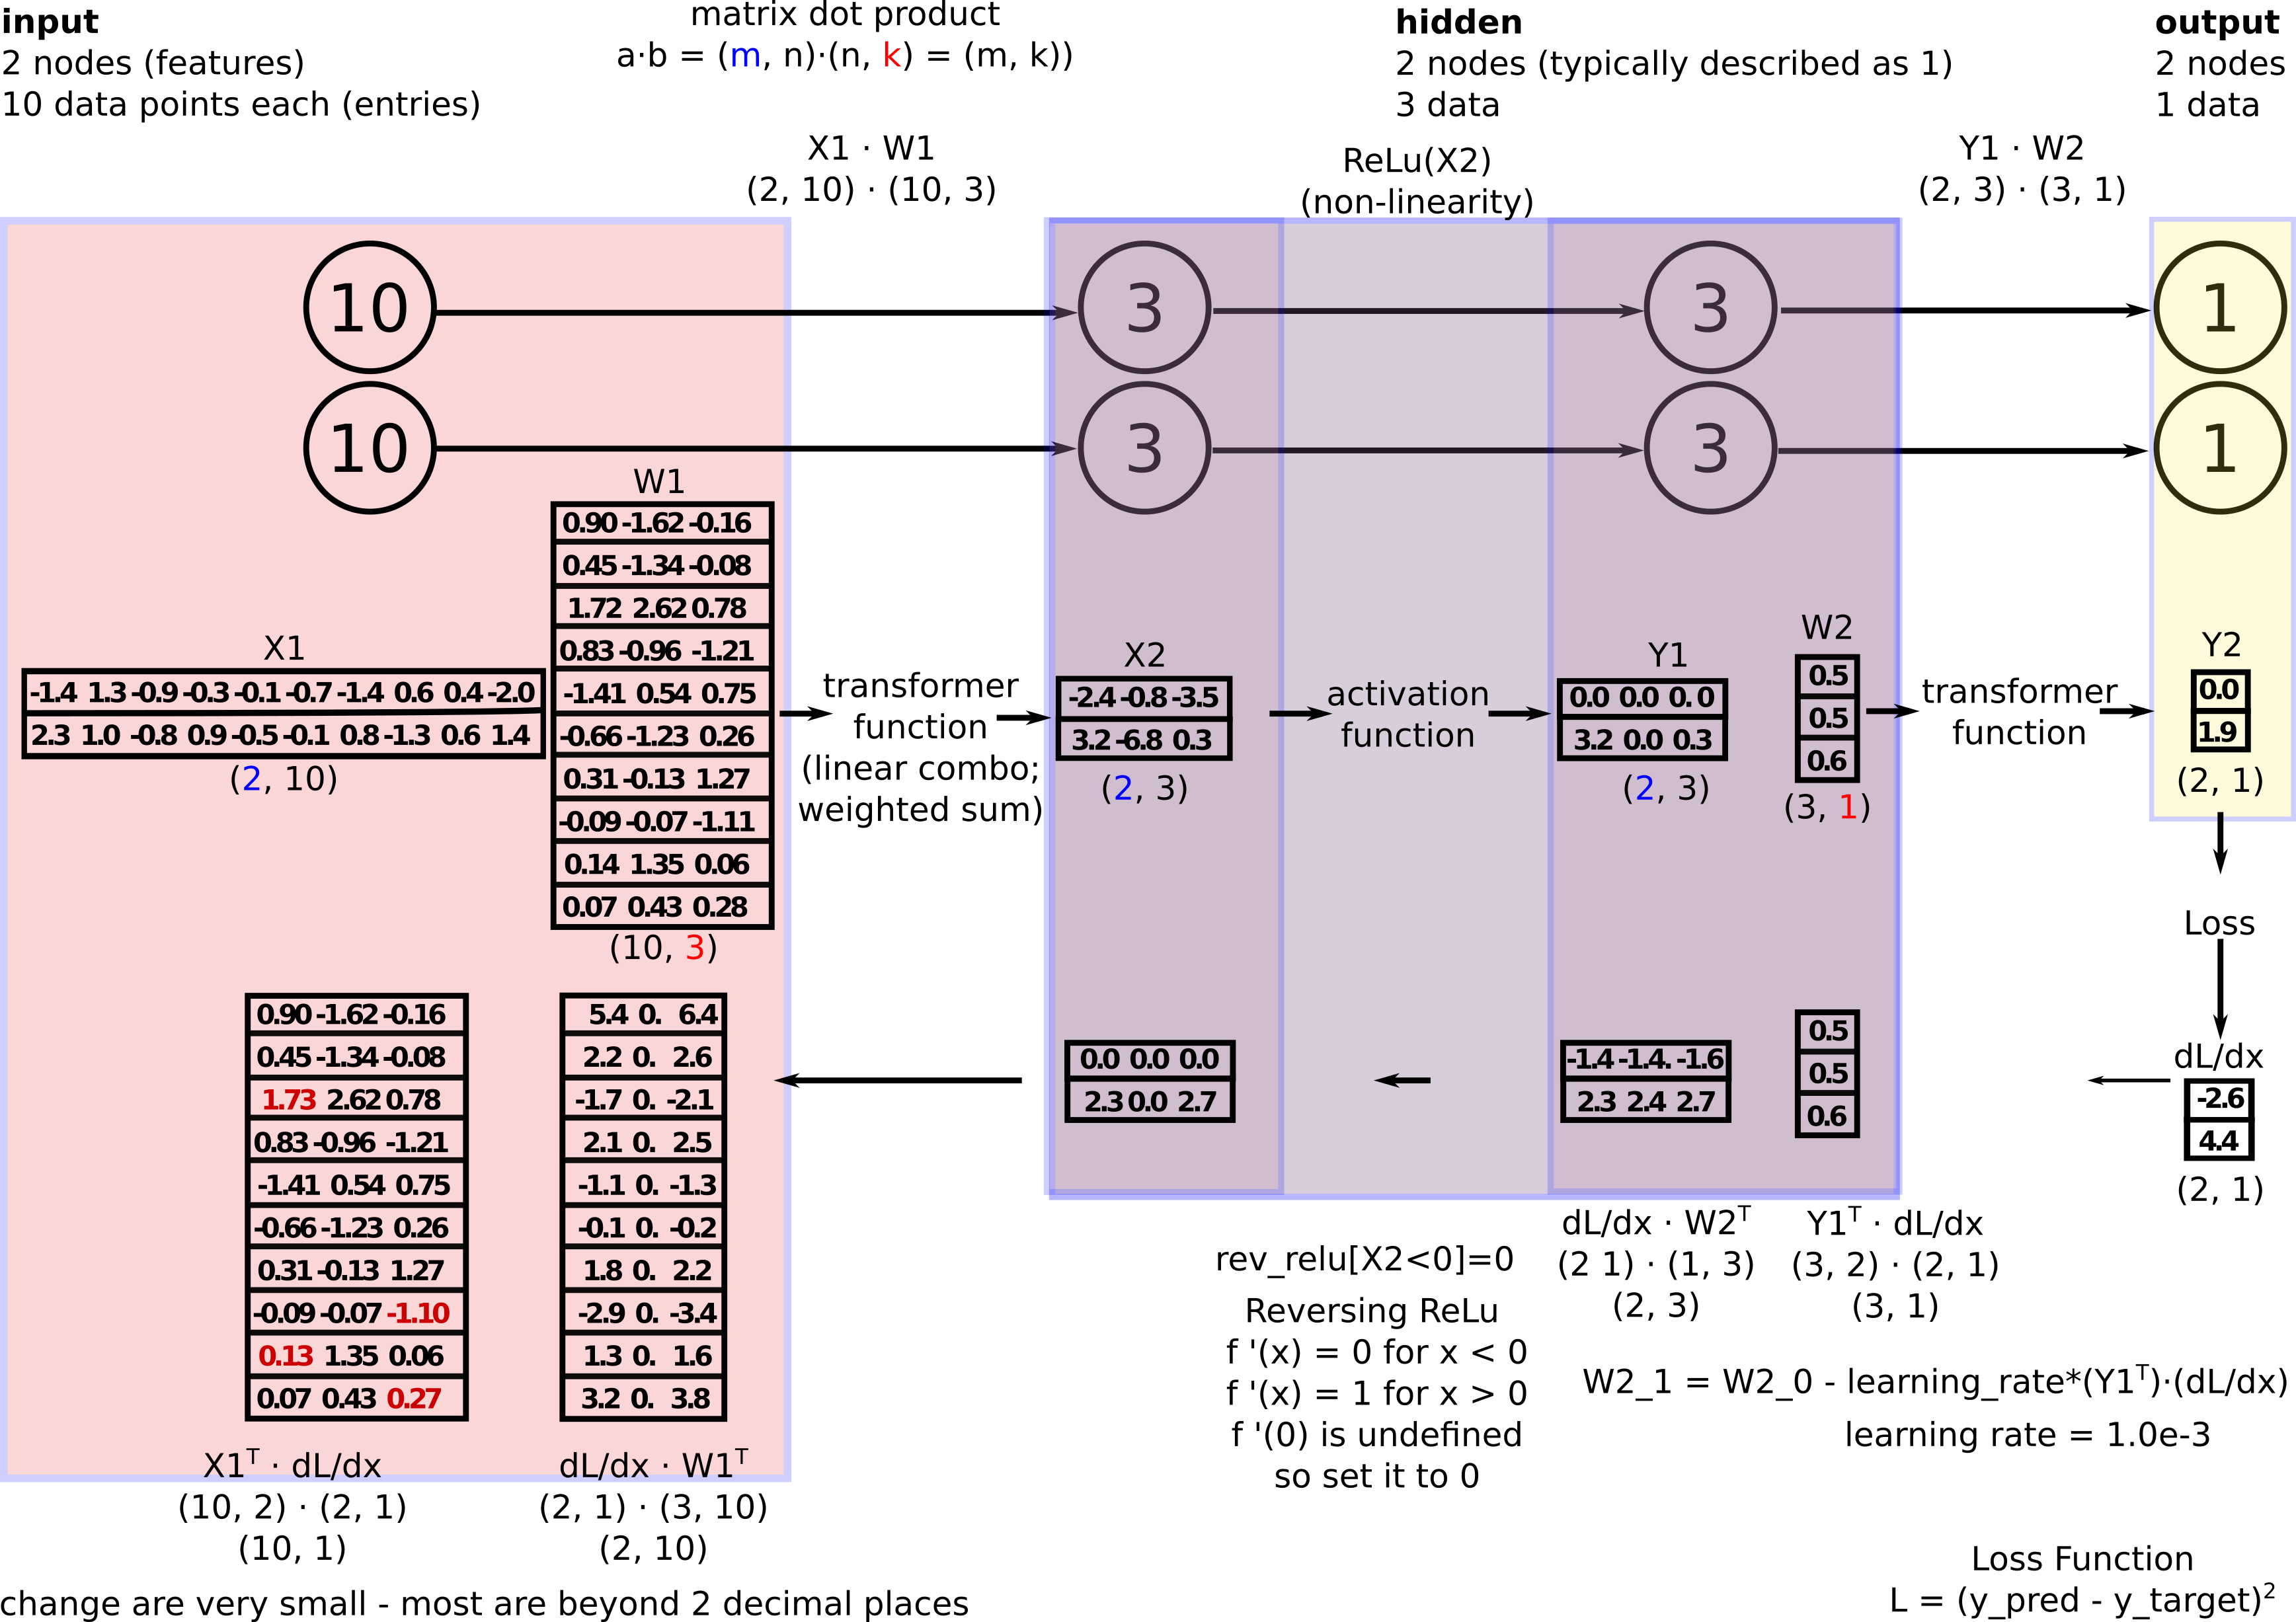 input
2 nodes (features)
10 data points each (entries)
matrix dot product
a·b = (m, n)·(n, k) = (m, k))
hidden
2 nodes (typically described as 1)
3 data
output
2 nodes
1 data
X1 · W1
(2, 10) · (10, 3)
ReLu(X2)
(non-linearity)
Y1 · W2
(2, 3) · (3, 1)
10
3
3
1
10
3
3
1
X1
-1.4 1.3 -0.9 -0.3 -0.1 -0.7 -1.4 0.6 0.4 -2.0
2.3 1.0 -0.8 0.9 -0.5 -0.1 0.8 -1.3 0.6 1.4
(2, 10)
W1
0.90 -1.62 -0.16
0.45 -1.34 -0.08
1.72 2.62 0.78
0.83 -0.96 -1.21
-1.41 0.54 0.75
-0.66 -1.23 0.26
0.31 -0.13 1.27
-0.09 -0.07 -1.11
0.14 1.35 0.06
0.07 0.43 0.28
(10, 3)
transformer
function
(linear combo;
weighted sum)
X2
-2.4 -0.8 -3.5
3.2 -6.8 0.3
(2, 3)
activation
function
Y1
0.0 0.0 0.0
3.2 0.0 0.3
(2, 3)
W2
0.5
0.5
0.6
(3, 1)
transformer
function
Y2
0.0
1.9
(2, 1)
Loss
dL/dx
-2.6
4.4
(2, 1)
0.5
0.5
0.6
-1.4 -1.4. -1.6
2.3 2.4 2.7
0.0 0.0 0.0
2.3 0.0 2.7
0.90 -1.62 -0.16
0.45 -1.34 -0.08
1.73 2.62 0.78
0.83 -0.96 -1.21
-1.41 0.54 0.75
-0.66 -1.23 0.26
0.31 -0.13 1.27
-0.09 -0.07 -1.10
0.13 1.35 0.06
0.07 0.43 0.27
X1ᵀ · dL/dx
(10, 2) · (2, 1)
(10, 1)
5.4 0. 6.4
2.2 0. 2.6
-1.7 0. -2.1
2.1 0. 2.5
-1.1 0. -1.3
-0.1 0. -0.2
1.8 0. 2.2
-2.9 0. -3.4
1.3 0. 1.6
3.2 0. 3.8
dL/dx · W1ᵀ
(2, 1) · (3, 10)
(2, 10)
rev_relu[X2<0]=0
Reversing ReLu
f '(x) = 0 for x < 0
f '(x) = 1 for x > 0
f '(0) is undefined
so set it to 0
dL/dx · W2ᵀ
(2 1) · (1, 3)
(2, 3)
Y1ᵀ · dL/dx
(3, 2) · (2, 1)
(3, 1)
W2_1 = W2_0 - learning_rate*(Y1ᵀ)·(dL/dx)
learning rate = 1.0e-3
Loss Function
L = (y_pred - y_target)²
change are very small - most are beyond 2 decimal places